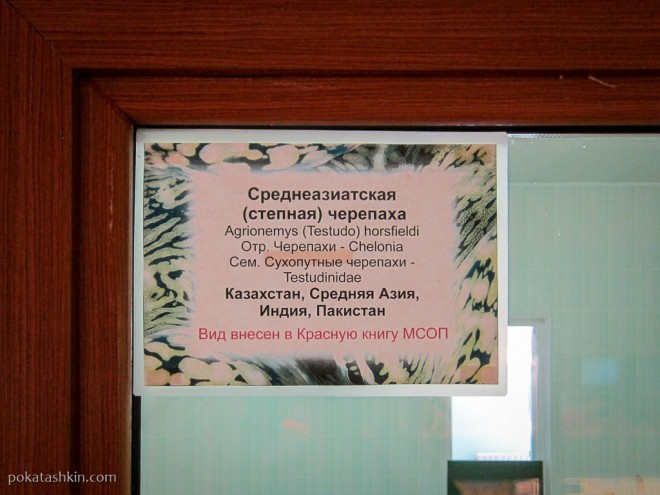 Среднеазиатская
(степная) черепаха
Agrionemys (Testudo) horsfieldi
Отр. Черепахи - Chelonia
Сем. Сухопутные черепахи -
Testudinidae
Казахстан, Средняя Азия,
Индия, Пакистан
Вид внесен в Красную книгу МСОП
pokatashkin.com